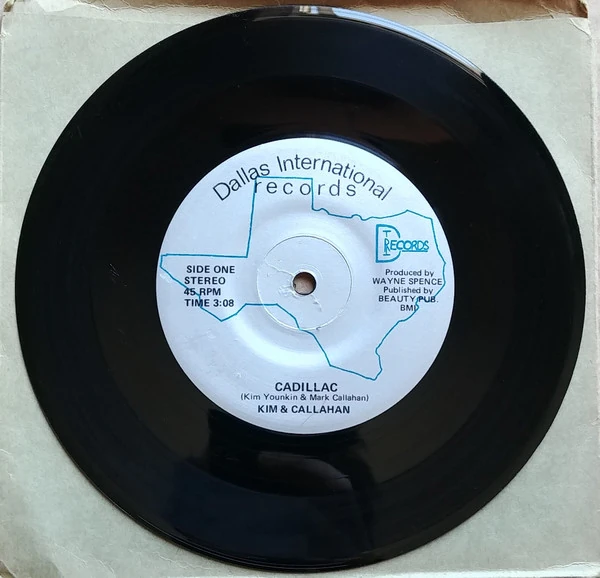 Dallas International
records
DIR RECORDS
SIDE ONE
STEREO
45 RPM
TIME 3:08
Produced by
WAYNE SPENCE
Published by
BEAUTY PUB.
BMI
CADILLAC
(Kim Younkin & Mark Callahan)
KIM & CALLAHAN